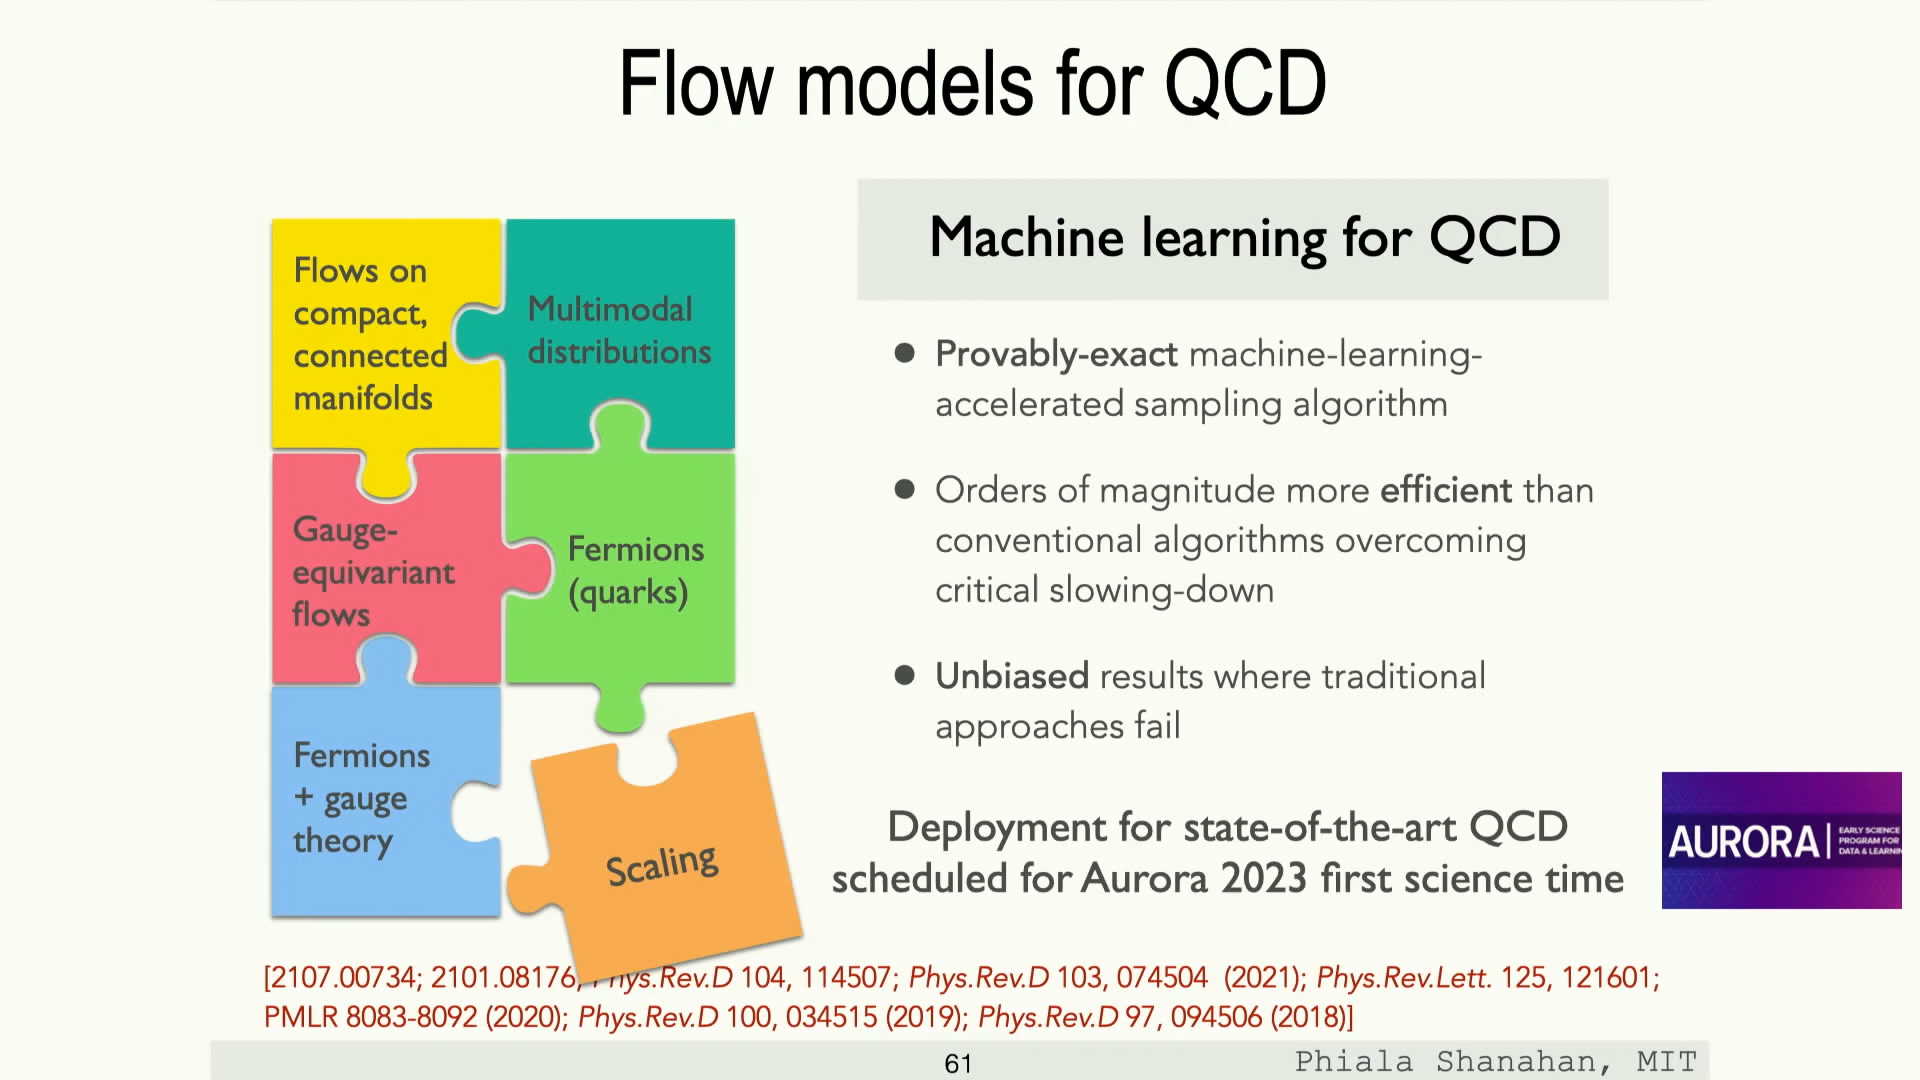 Flow models for QCD
Flows on
compact,
connected
manifolds
Multimodal
distributions
Gauge-
equivariant
flows
Fermions
(quarks)
Fermions
+ gauge
theory
Scaling
Machine learning for QCD
● Provably-exact machine-learning-
accelerated sampling algorithm
● Orders of magnitude more efficient than
conventional algorithms overcoming
critical slowing-down
● Unbiased results where traditional
approaches fail
Deployment for state-of-the-art QCD
scheduled for Aurora 2023 first science time
AURORA
EARLY SCIENCE
PROGRAM FOR
DATA &
[2107.00734; 2101.08176, Phys.Rev.D 104, 114507; Phys.Rev.D 103, 074504 (2021); Phys.Rev.Lett. 125, 121601;
PMLR 8083-8092 (2020); Phys.Rev.D 100, 034515 (2019); Phys.Rev.D 97, 094506 (2018)]
61
Phiala Shanahan, MIT